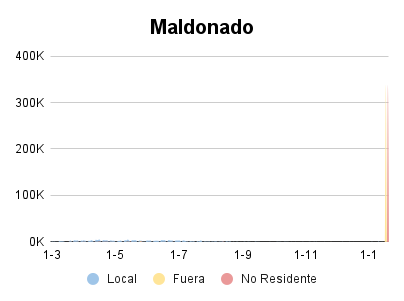 Maldonado
400K
300K
200K
100K
0K
1-3 1-5 1-7 1-9 1-11 1-1
Local Fuera No Residente